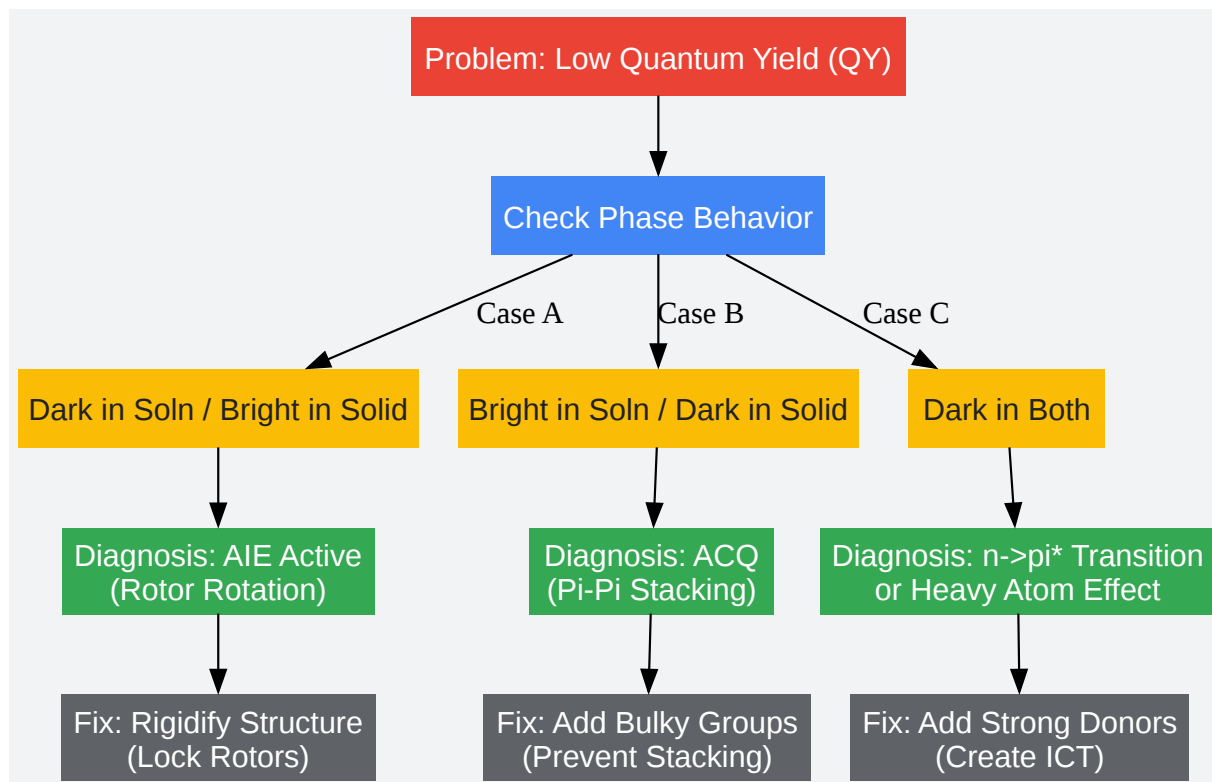 Problem: Low Quantum Yield (QY)
Check Phase Behavior
Case A
Case B
Case C
Dark in Soln / Bright in Solid
Bright in Soln / Dark in Solid
Dark in Both
Diagnosis: AIE Active
(Rotor Rotation)
Diagnosis: ACQ
(Pi-Pi Stacking)
Diagnosis: n->pi* Transition
or Heavy Atom Effect
Fix: Rigidify Structure
(Lock Rotors)
Fix: Add Bulky Groups
(Prevent Stacking)
Fix: Add Strong Donors
(Create ICT)